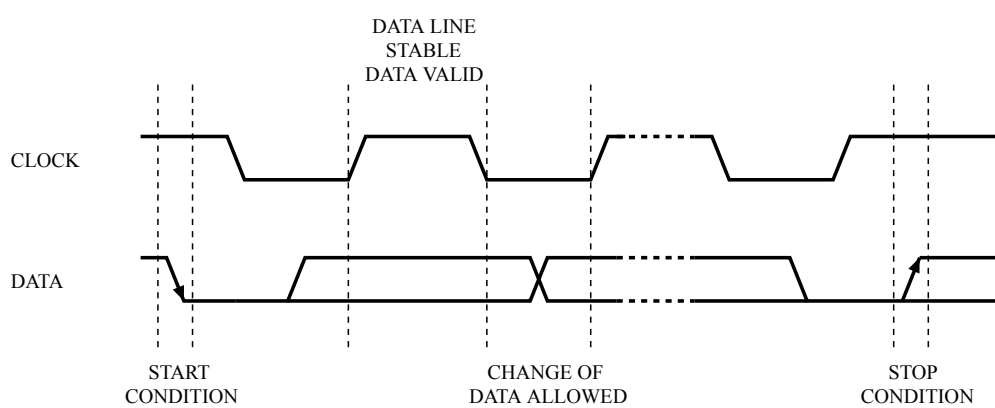 DATA LINE
STABLE
DATA VALID
CLOCK
DATA
START
CONDITION
CHANGE OF
DATA ALLOWED
STOP
CONDITION